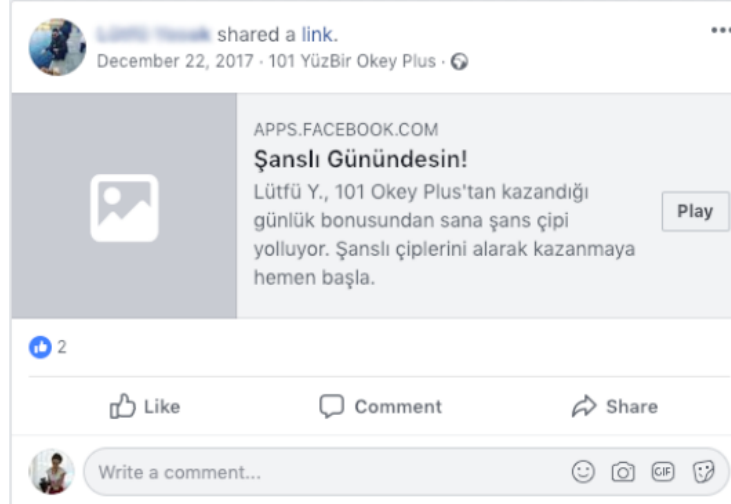 shared a link.
December 22, 2017 · 101 YüzBir Okey Plus ·
APPS.FACEBOOK.COM
Şanslı Günündesin!
Lütfü Y., 101 Okey Plus'tan kazandığı
günlük bonusundan sana şans çipi
yolluyor. Şanslı çiplerini alarak kazanmaya
hemen başla.
Play
2
Like
Comment
Share
Write a comment...
GIF